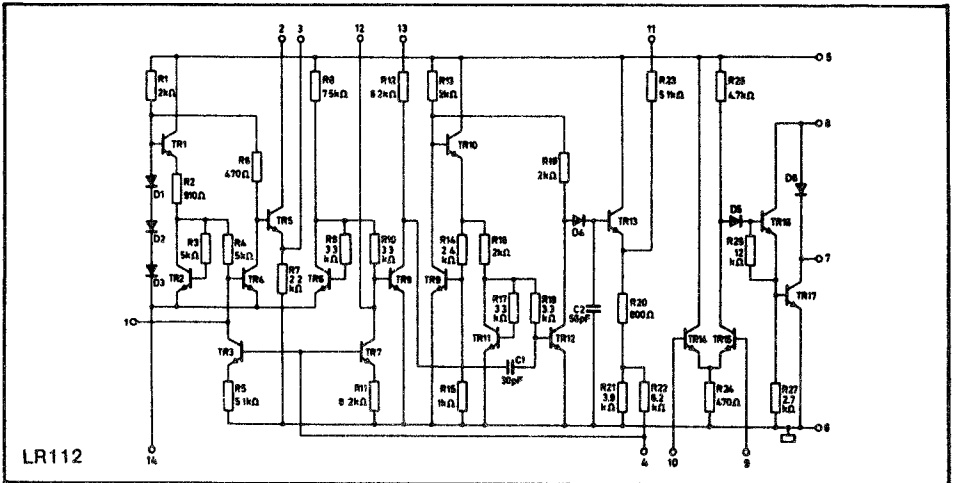 2
3
12
13
11
5
R1
2kΩ
R8
75kΩ
R12
8.2kΩ
R13
2kΩ
R23
5.1kΩ
R25
4.7kΩ
8
TR1
R6
470Ω
TR10
R19
2kΩ
D6
R2
910Ω
D1
TR5
D4
TR13
D5
TR16
D2
R3
5kΩ
R4
5kΩ
R7
2.2
kΩ
R9
3.3
kΩ
R10
3.3
kΩ
R14
2.4
kΩ
R16
2kΩ
R26
12
kΩ
7
D3
TR2
TR4
TR6
TR8
TR9
R17
3.3
kΩ
R18
3.3
kΩ
C2
50pF
R20
800Ω
TR17
1
TR3
TR7
TR11
C1
30pF
TR12
TR14
TR15
R5
5.1kΩ
R11
8.2kΩ
R15
1kΩ
R21
3.9
kΩ
R22
6.2
kΩ
R24
470Ω
R27
2.7
kΩ
6
LR112
14
4
10
9